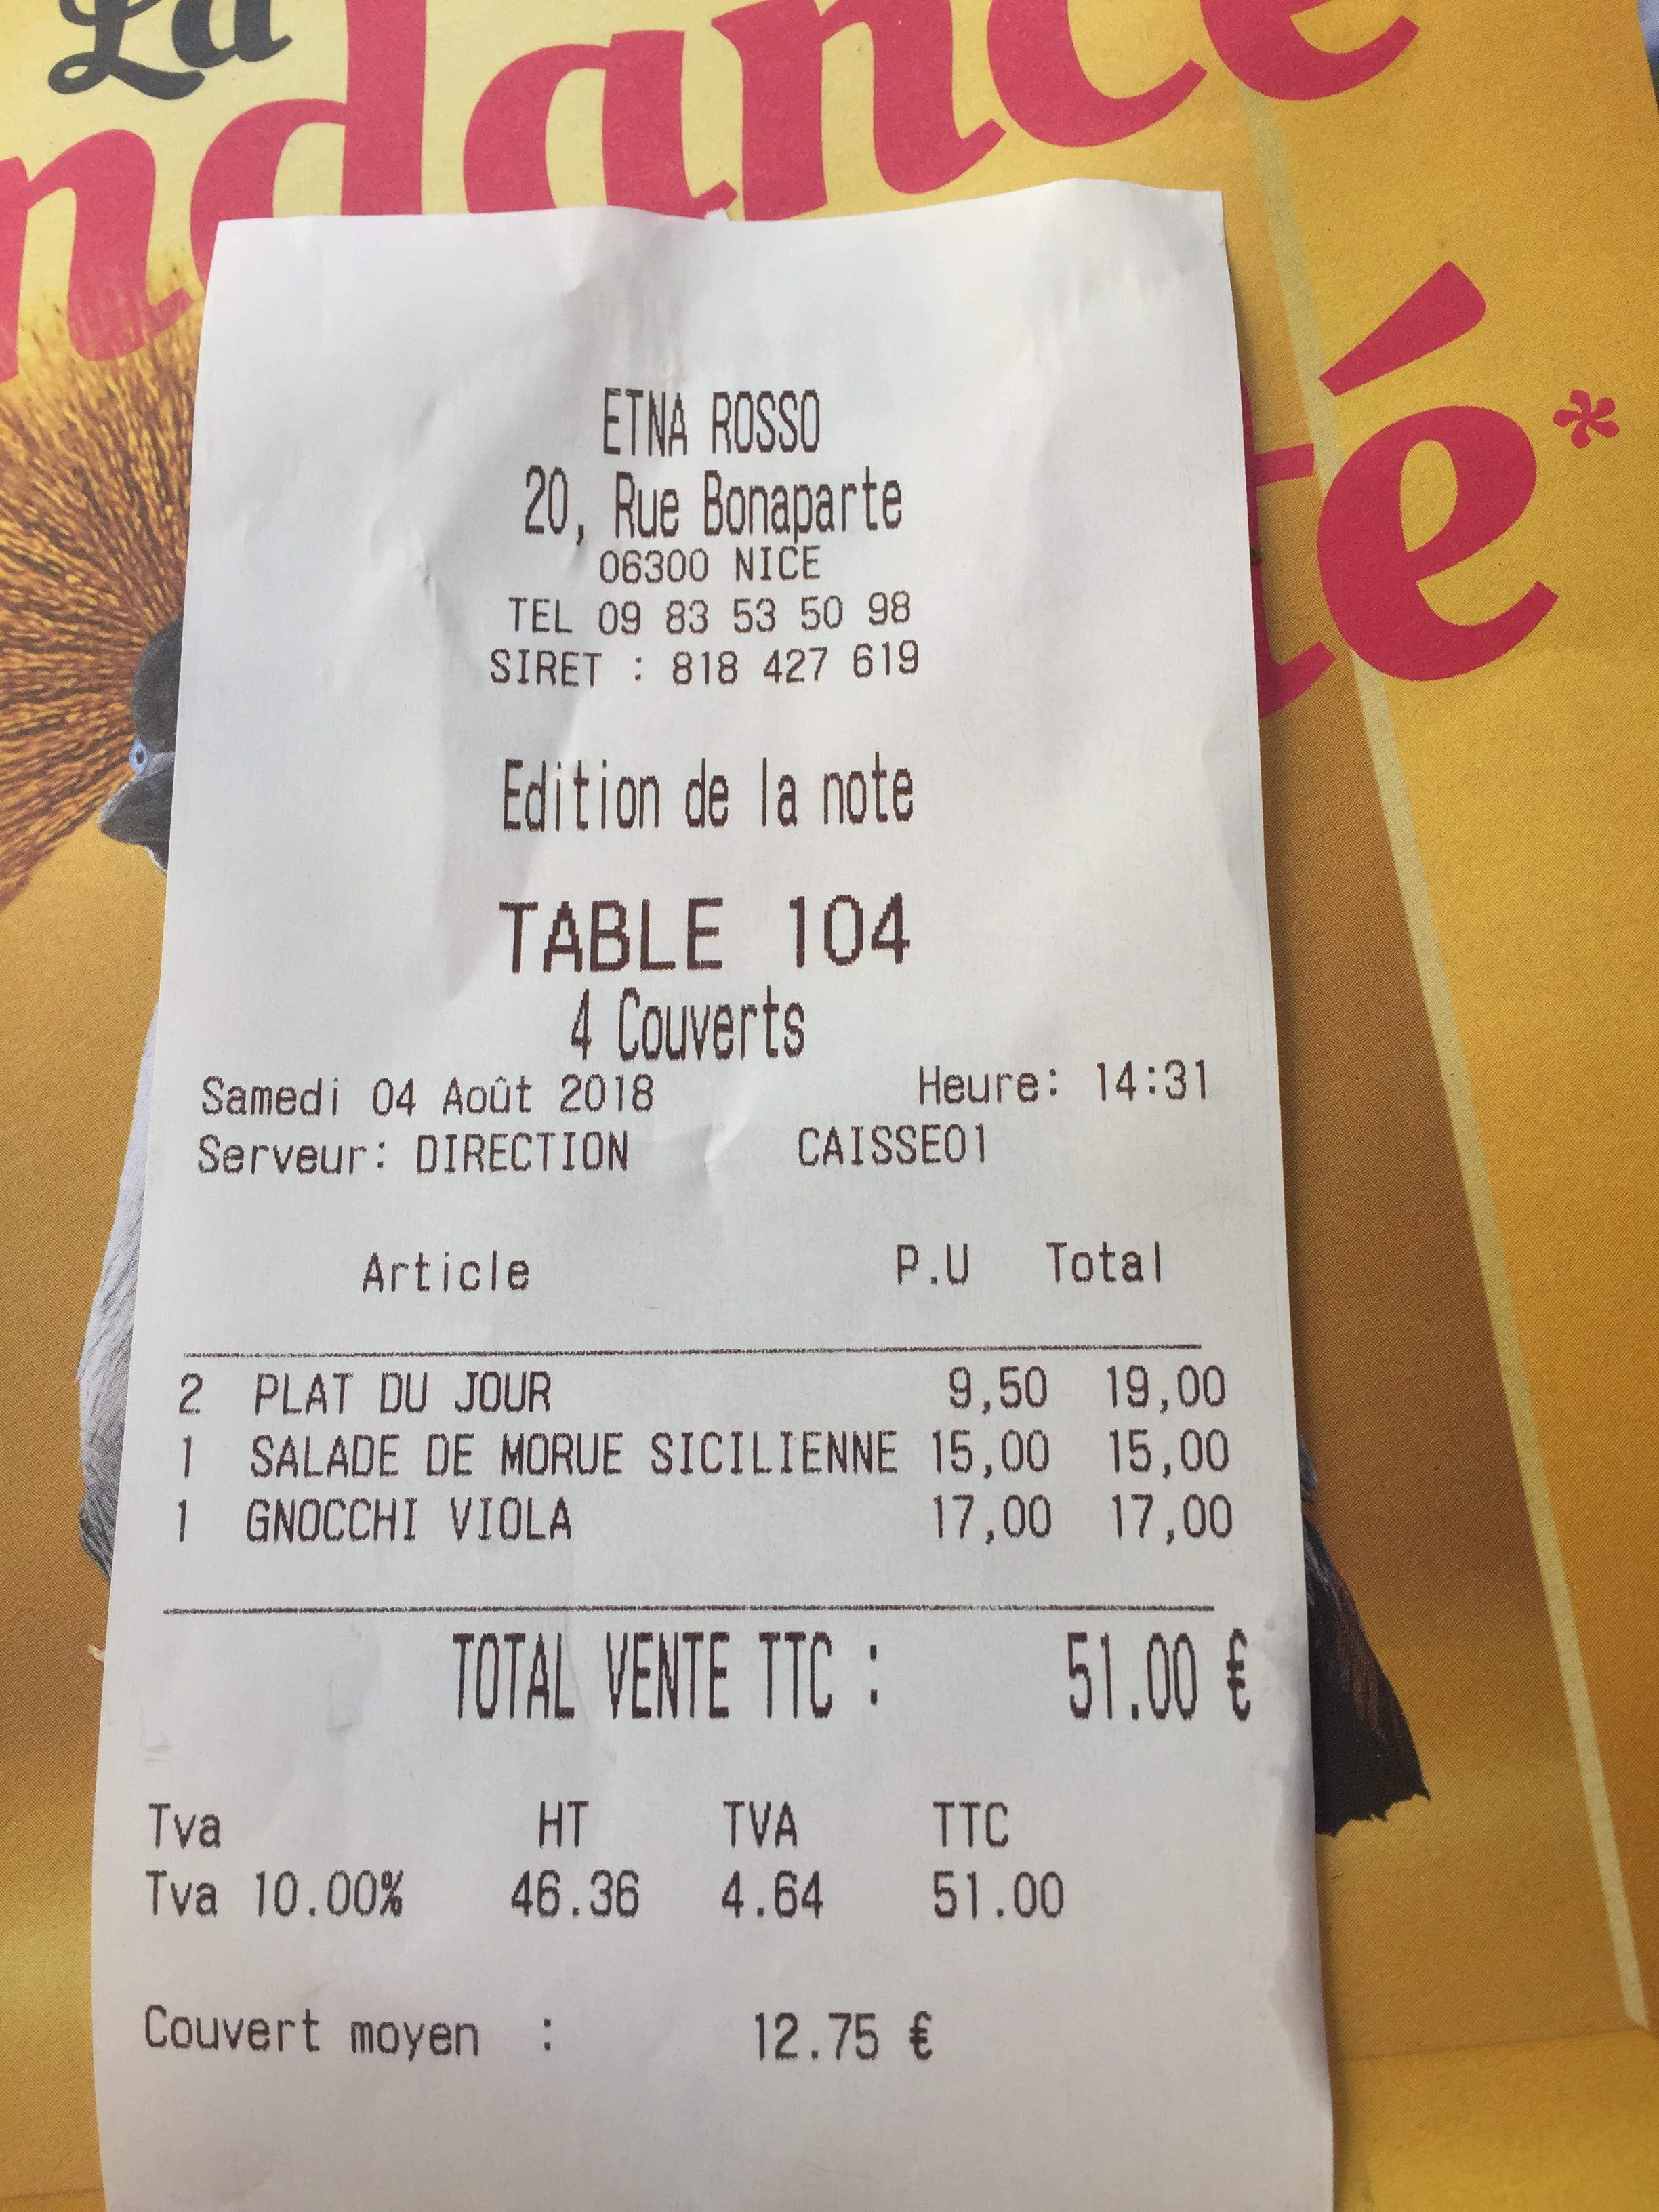 La
ndance
té*
ETNA ROSSO
20, Rue Bonaparte
06300 NICE
TEL 09 83 53 50 98
SIRET : 818 427 619
Edition de la note
TABLE 104
4 Couverts
Samedi 04 Août 2018 Heure: 14:31
Serveur: DIRECTION CAISSE01
Article P.U Total
2 PLAT DU JOUR 9,50 19,00
1 SALADE DE MORUE SICILIENNE 15,00 15,00
1 GNOCCHI VIOLA 17,00 17,00
TOTAL VENTE TTC : 51.00 €
Tva HT TVA TTC
Tva 10.00% 46.36 4.64 51.00
Couvert moyen : 12.75 €